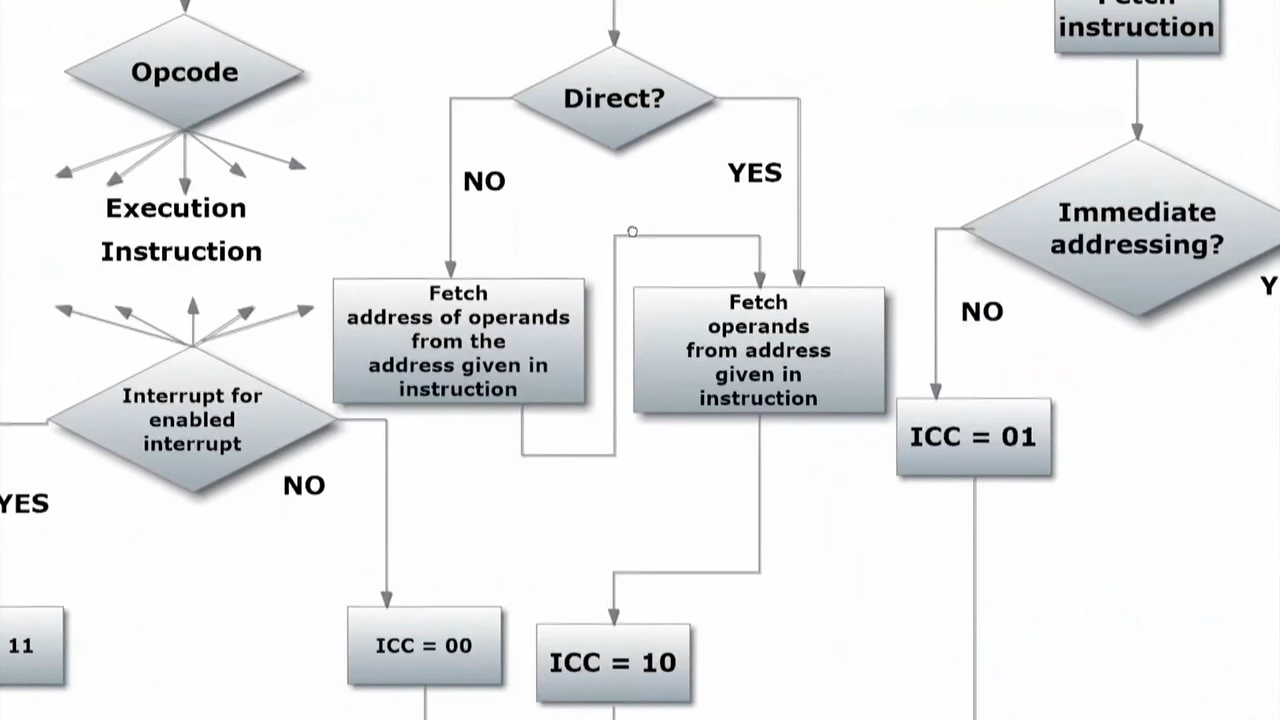 Opcode
Execution
Instruction
Interrupt for
enabled
interrupt
YES
NO
11
ICC = 00
Direct?
NO
YES
Fetch
address of operands
from the
address given in
instruction
Fetch
operands
from address
given in
instruction
ICC = 10
Fetch
instruction
Immediate
addressing?
NO
Y
ICC = 01